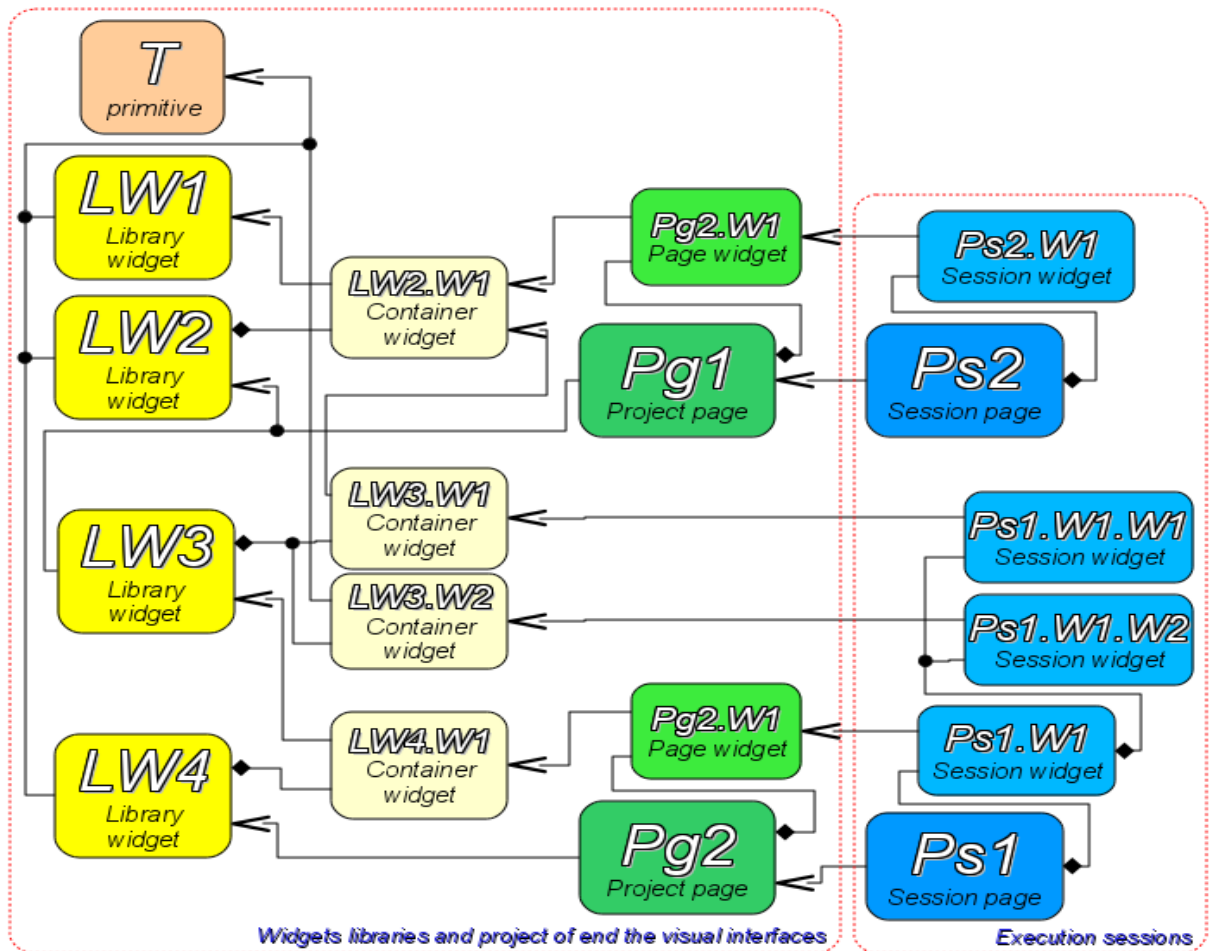 T
primitive
LW1
Library
widget
LW2
Library
widget
LW3
Library
widget
LW4
Library
widget
LW2.W1
Container
widget
LW3.W1
Container
widget
LW3.W2
Container
widget
LW4.W1
Container
widget
Pg2.W1
Page widget
Pg1
Project page
Pg2.W1
Page widget
Pg2
Project page
Widgets libraries and project of end the visual interfaces
Ps2.W1
Session widget
Ps2
Session page
Ps1.W1.W1
Session widget
Ps1.W1.W2
Session widget
Ps1.W1
Session widget
Ps1
Session page
Execution sessions